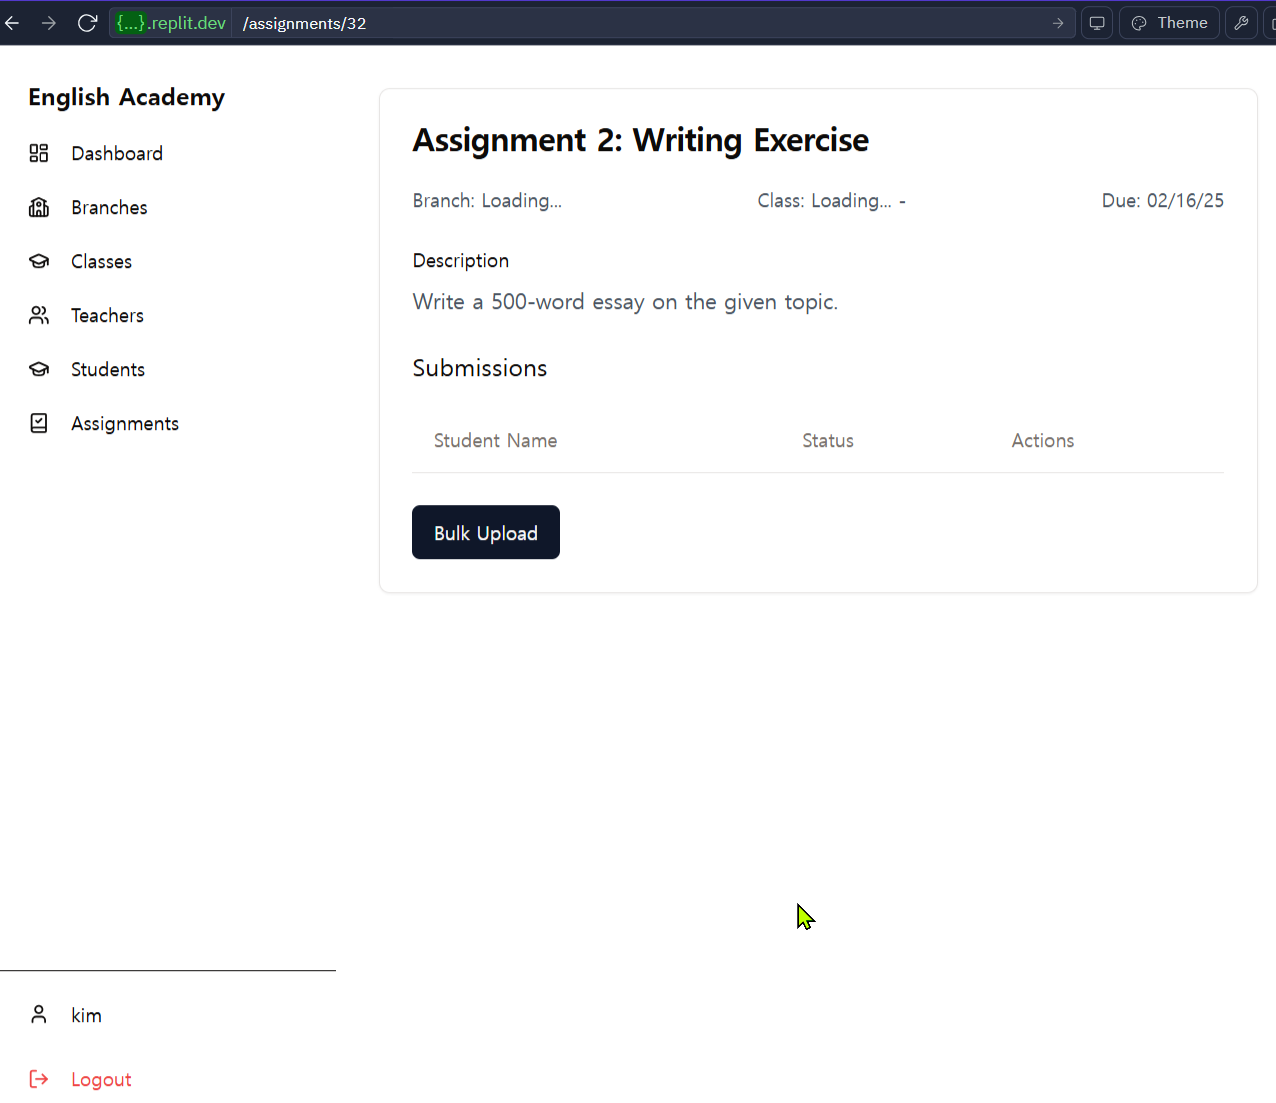 {...}.replit.dev /assignments/32
Theme
English Academy
Dashboard
Branches
Classes
Teachers
Students
Assignments
kim
Logout
Assignment 2: Writing Exercise
Branch: Loading... Class: Loading... - Due: 02/16/25
Description
Write a 500-word essay on the given topic.
Submissions
Student Name Status Actions
Bulk Upload